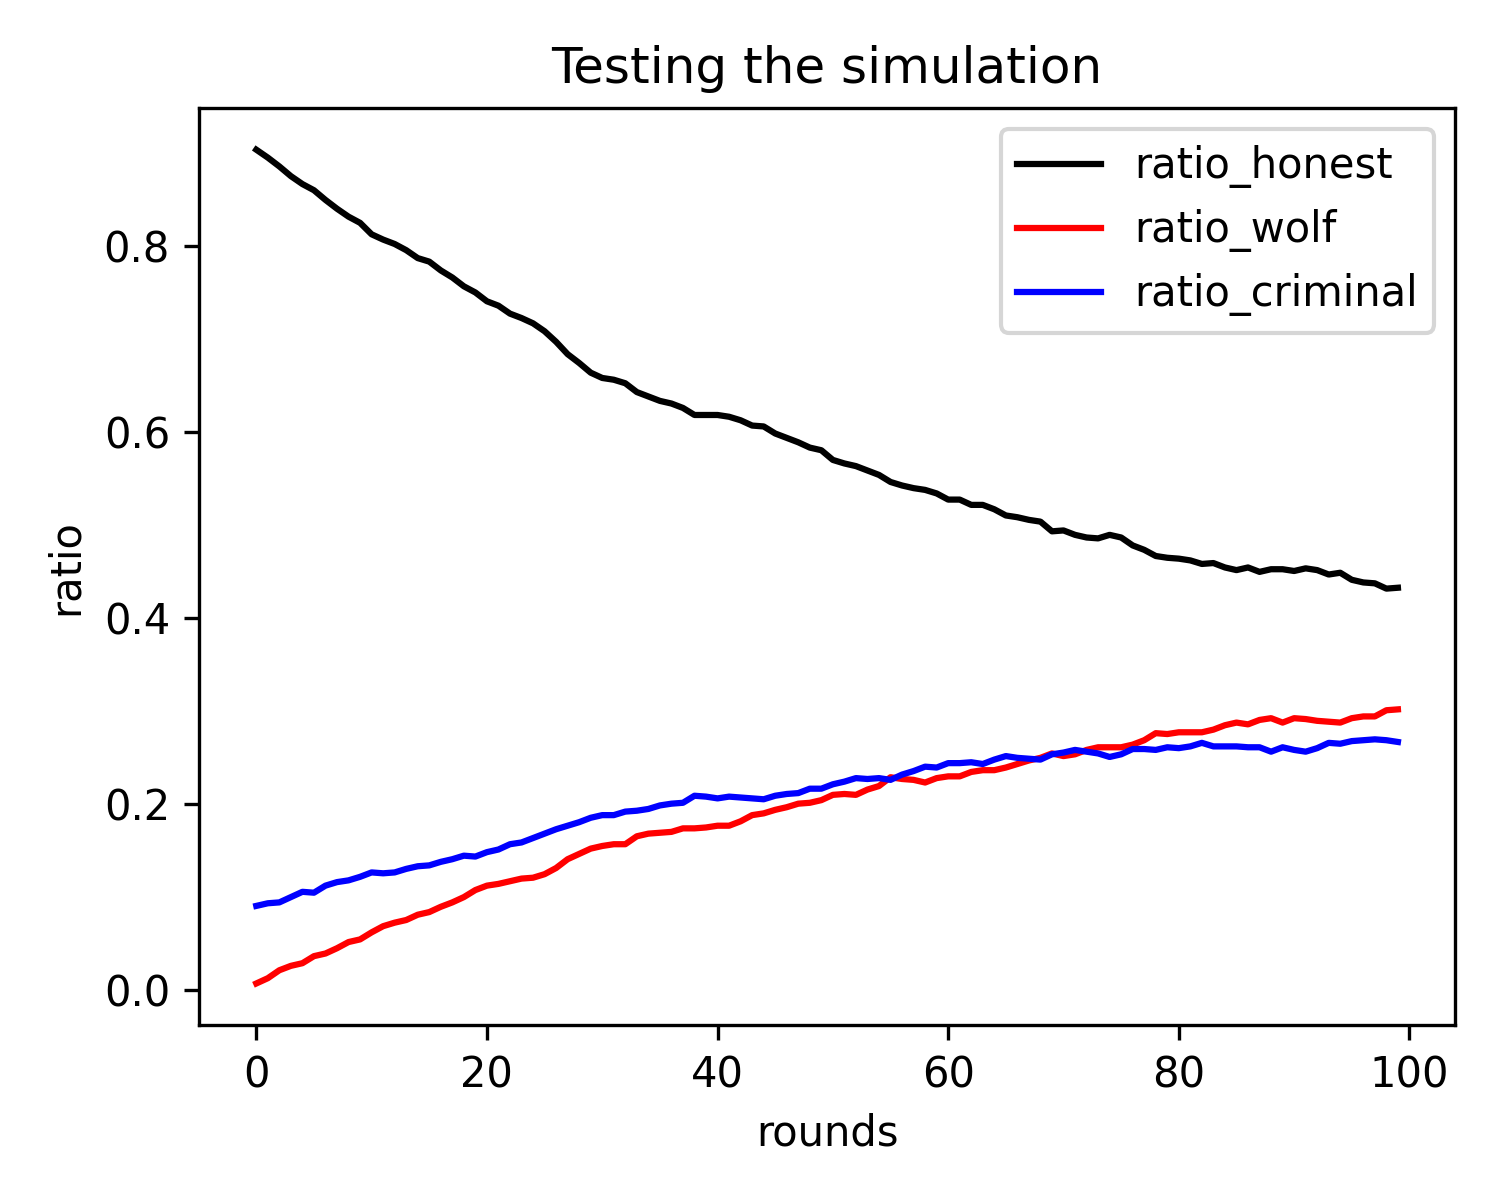 Testing the simulation
ratio_honest
ratio_wolf
ratio_criminal
0.8
0.6
0.4
0.2
0.0
ratio
0 20 40 60 80 100
rounds